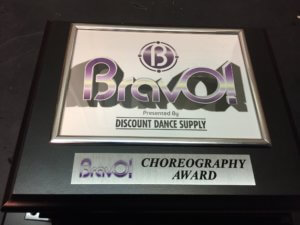 B
BravO!
Presented By
DISCOUNT DANCE SUPPLY
BravO! CHOREOGRAPHY
AWARD